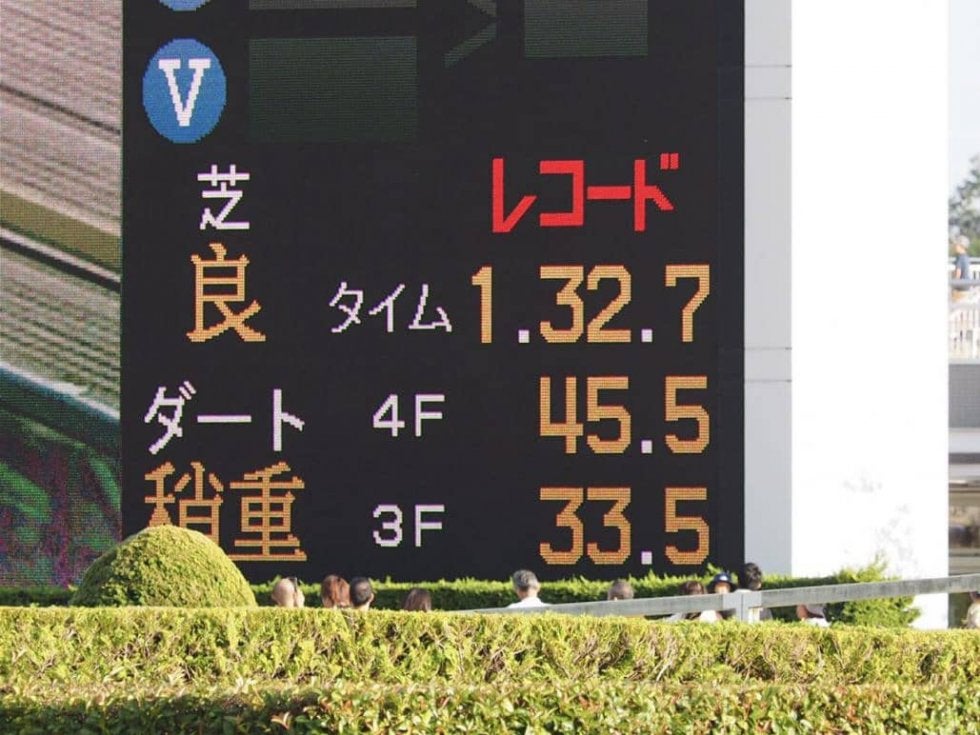 V
芝 レコード
良 タイム 1.32.7
ダート 4F 45.5
稍重 3F 33.5